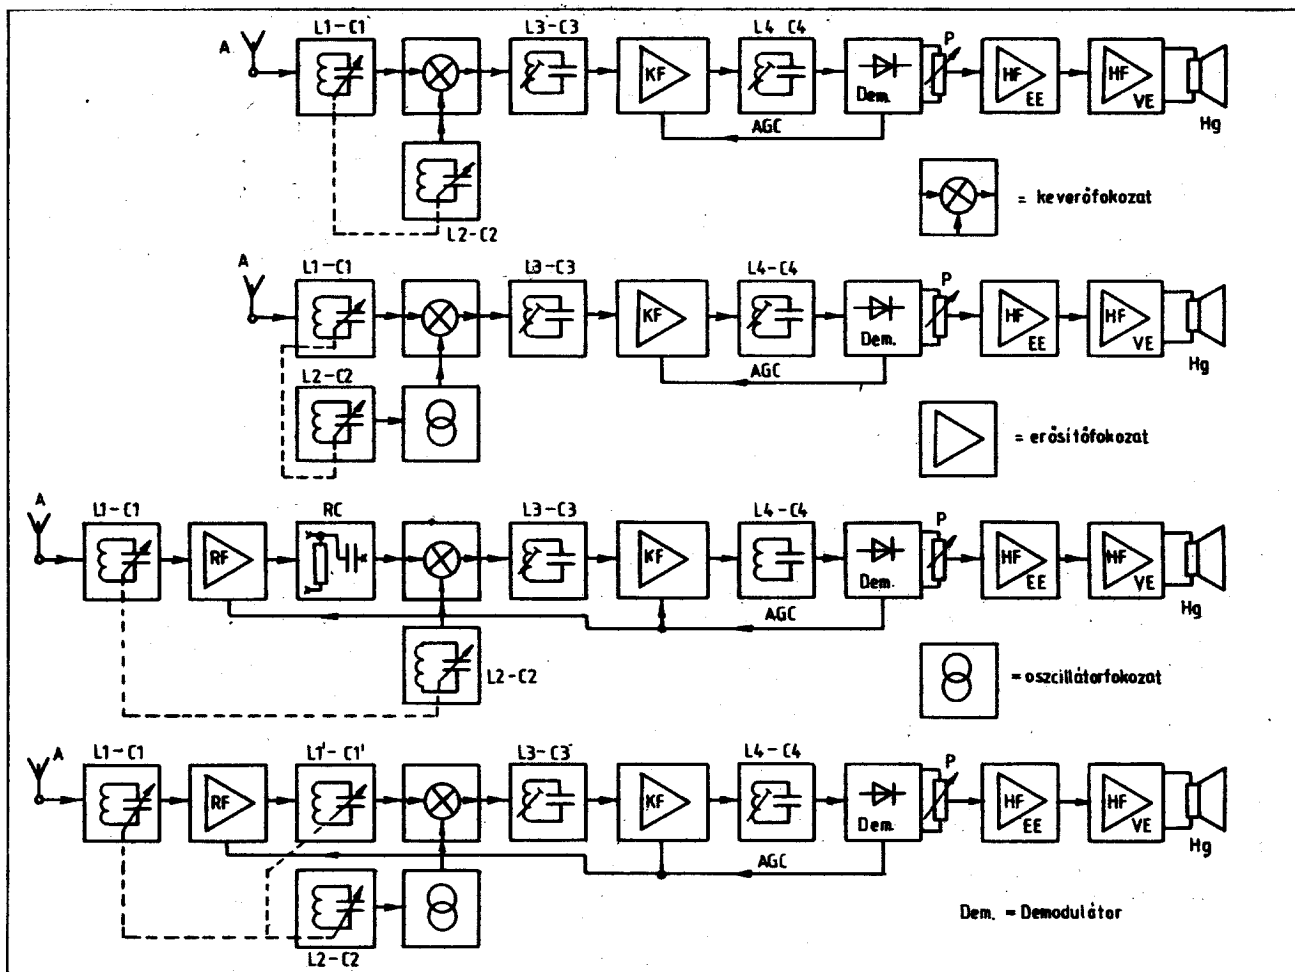 A L1-C1 L3-C3 L4-C4 P
KF Dem. HF EE HF VE
AGC Hg
L2-C2
= keverőfokozat
A L1-C1 L3-C3 L4-C4 P
KF Dem. HF EE HF VE
L2-C2 AGC Hg
= erősítőfokozat
A L1-C1 RC L3-C3 L4-C4 P
RF KF Dem. HF EE HF VE
AGC Hg
L2-C2
= oszcillátorfokozat
A L1-C1 L1'-C1' L3-C3 L4-C4 P
RF KF Dem. HF EE HF VE
AGC Hg
L2-C2
Dem. = Demodulátor